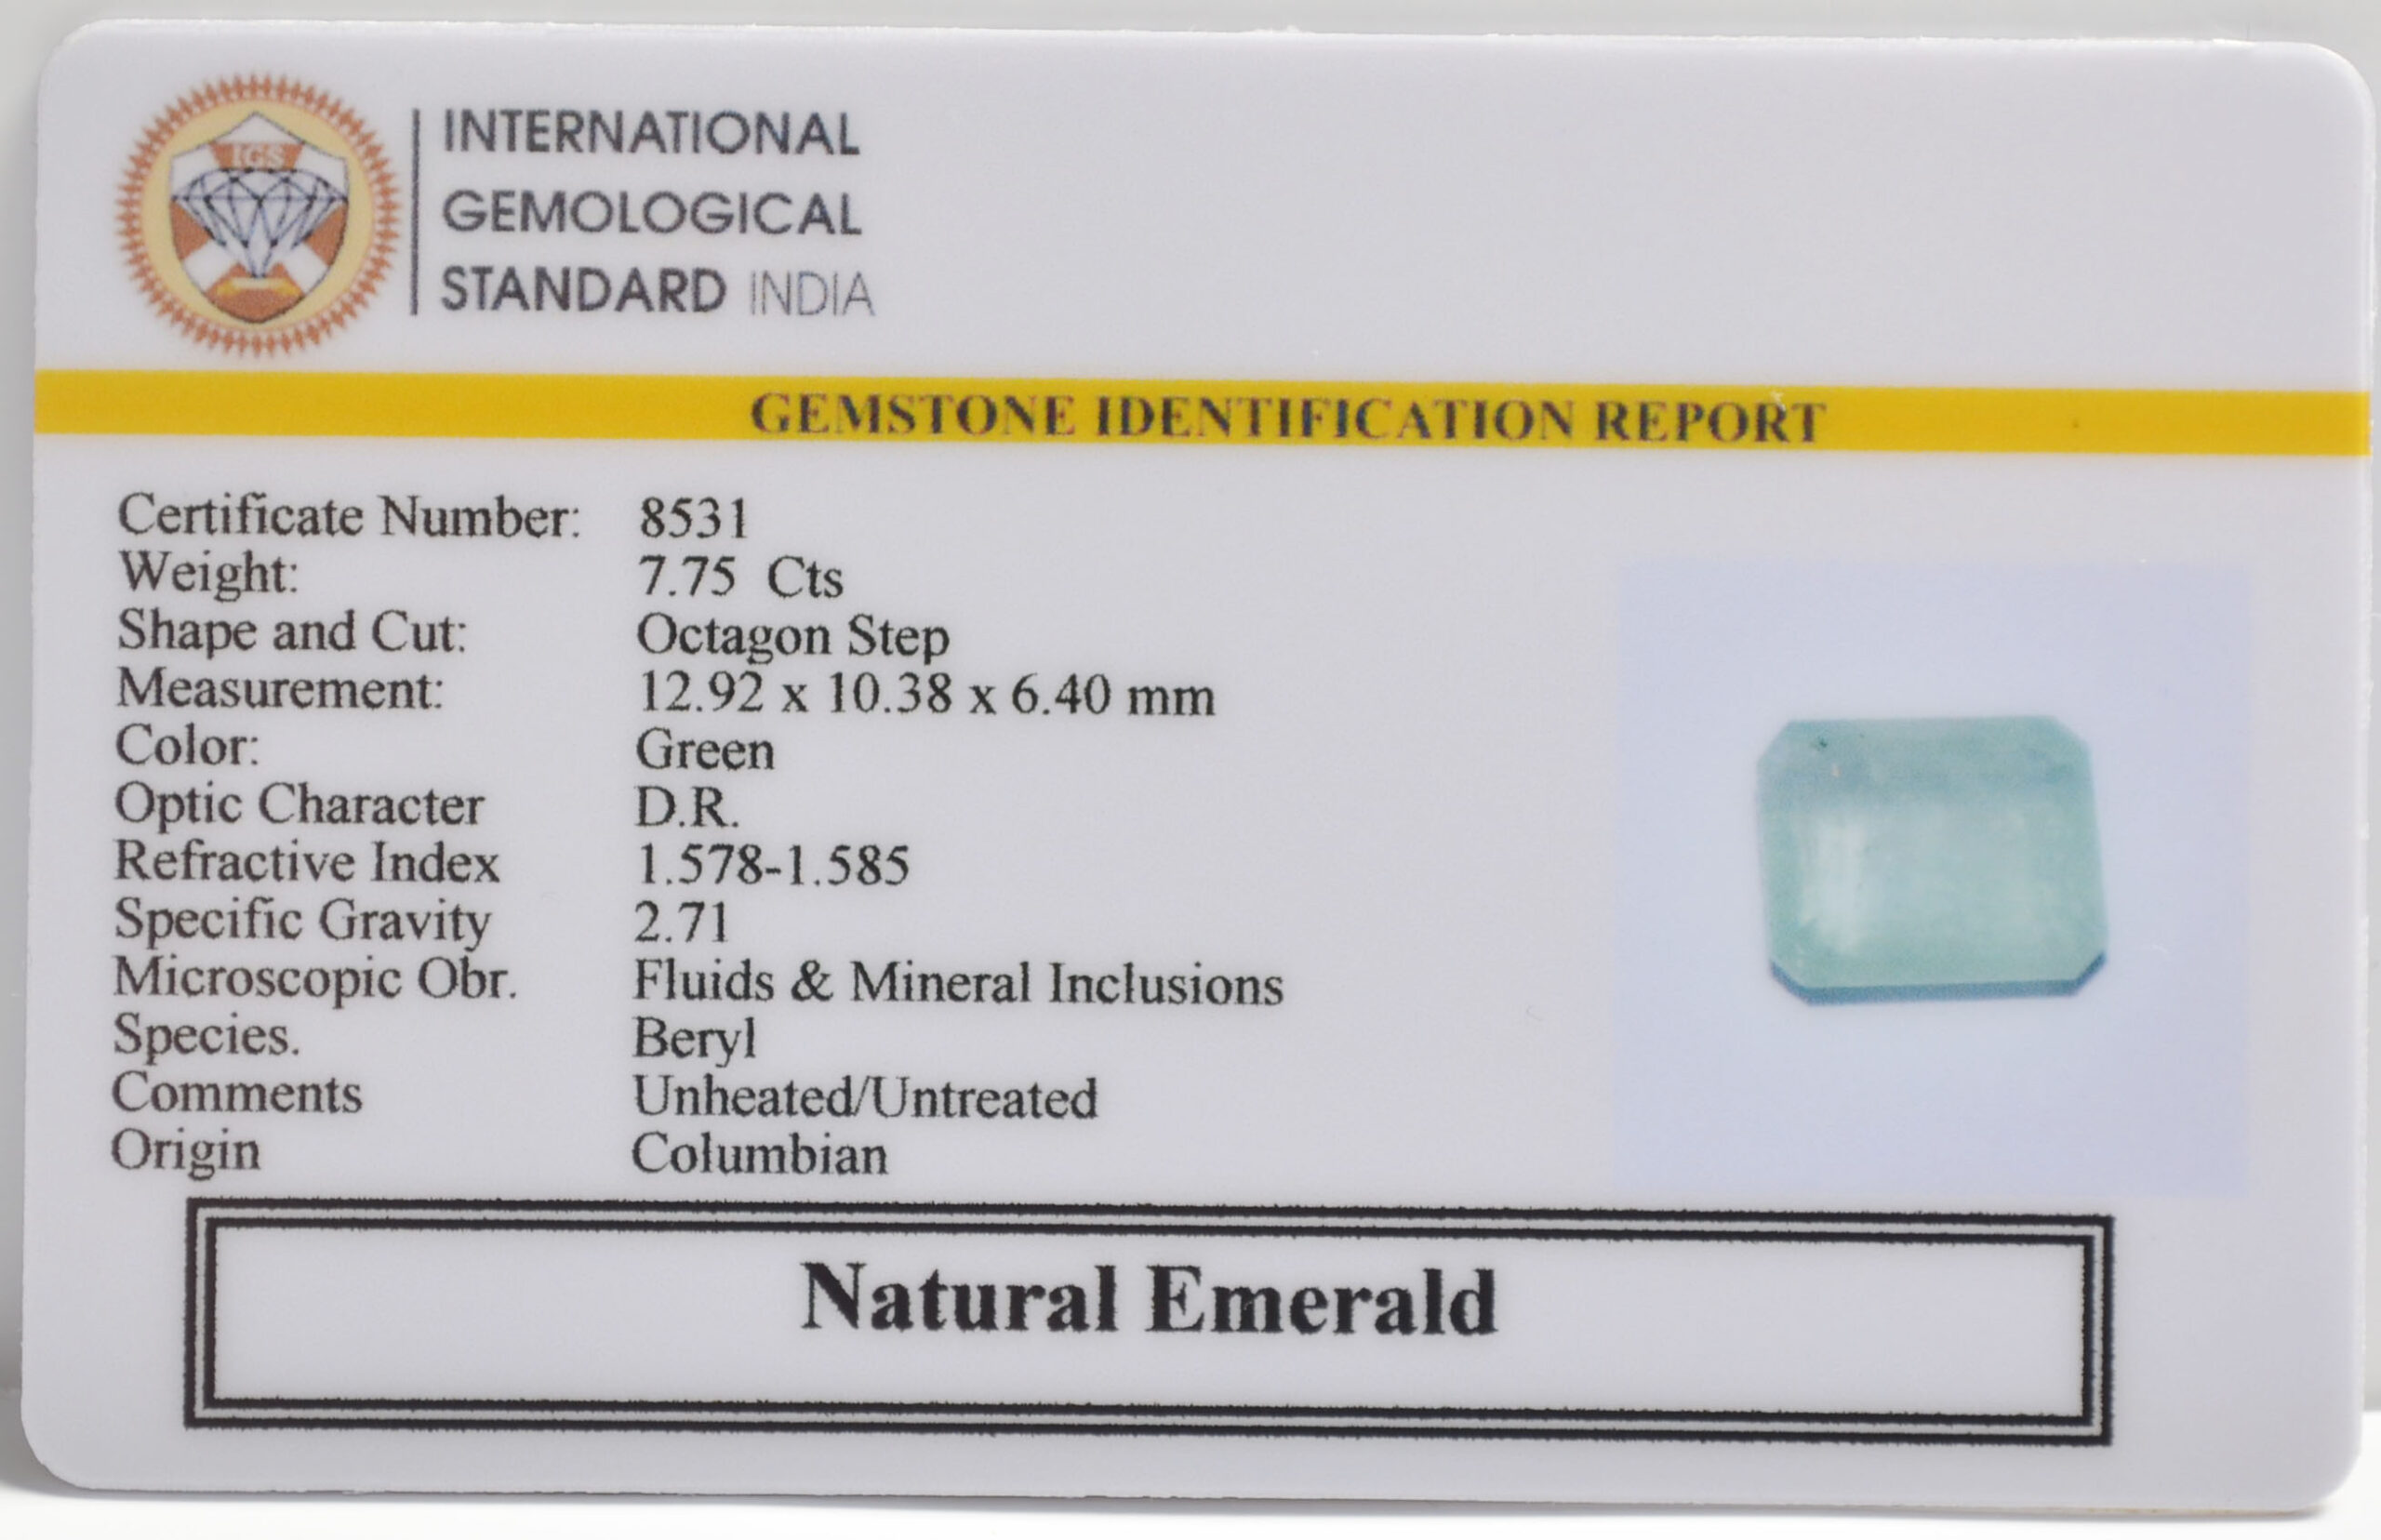 IGS
INTERNATIONAL
GEMOLOGICAL
STANDARD INDIA
GEMSTONE IDENTIFICATION REPORT
Certificate Number: 8531
Weight: 7.75 Cts
Shape and Cut: Octagon Step
Measurement: 12.92 x 10.38 x 6.40 mm
Color: Green
Optic Character D.R.
Refractive Index 1.578-1.585
Specific Gravity 2.71
Microscopic Obr. Fluids & Mineral Inclusions
Species. Beryl
Comments Unheated/Untreated
Origin Columbian
Natural Emerald